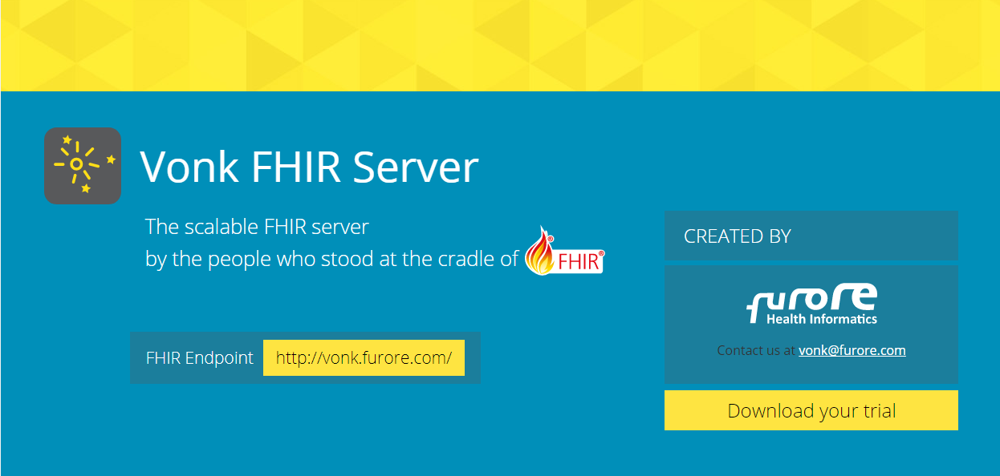 Vonk FHIR Server
The scalable FHIR server
by the people who stood at the cradle of
FHIR®
FHIR Endpoint http://vonk.furore.com/
CREATED BY
furore
Health Informatics
Contact us at vonk@furore.com
Download your trial